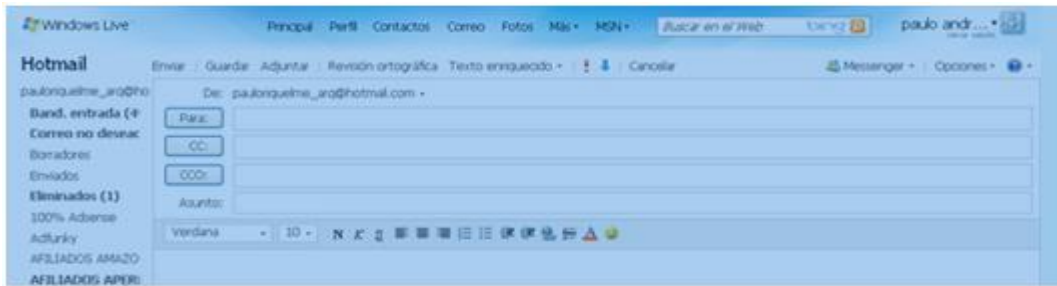 Windows Live Principal Perfil Contactos Correo Fotos Más MSN Buscar en el Web bing paulo andr...
Hotmail Enviar Guardar Adjuntar Revisión ortográfica Texto enriquecido Cancelar Messenger Opciones
De: pauloriquelme_arq@hotmail.com
Band. entrada (
Para:
Correo no deseac
CC:
Borradores
Enviados
CCO:
Eliminados (1)
Asunto:
100% Adsense
Verdana 10 N K S A
Adfunky
AFILIADOS AMAZO
AFILIADOS APER